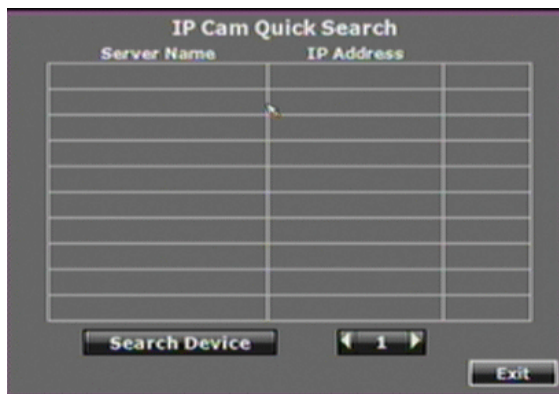 IP Cam Quick Search
Server Name IP Address
Search Device 1
Exit